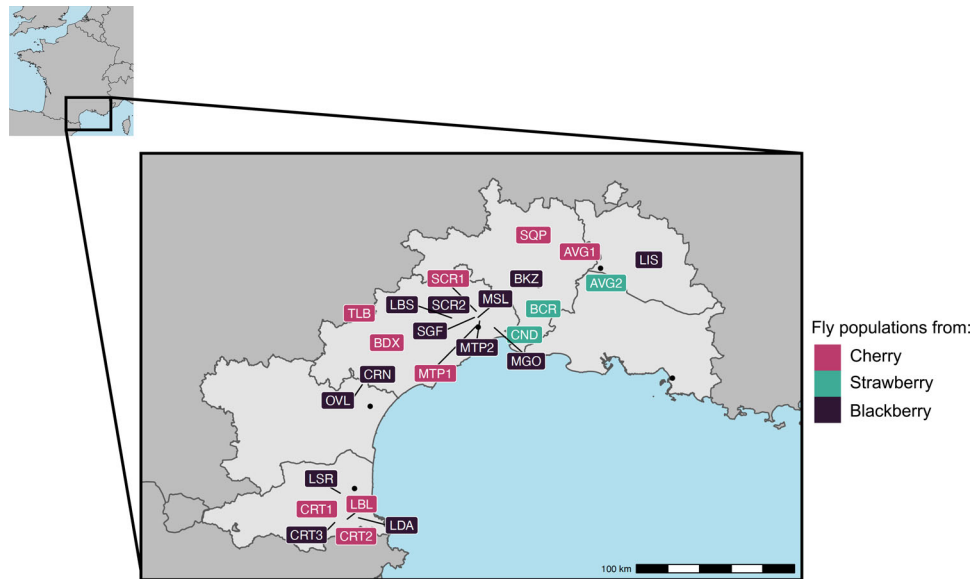 SQP
AVG1
LIS
SCR1
BKZ
AVG2
LBS
SCR2
MSL
TLB
BCR
SGF
CND
BDX
MTP2
MGO
CRN
MTP1
OVL
Fly populations from:
Cherry
Strawberry
Blackberry
LSR
CRT1
LBL
CRT3
CRT2
LDA
100 km